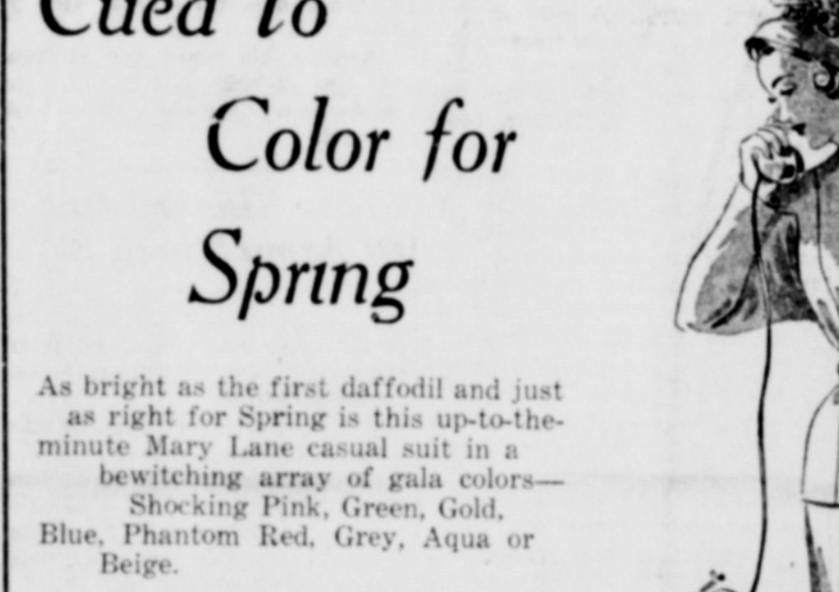 Cued to
Color for
Spring
As bright as the first daffodil and just
as right for Spring is this up-to-the-
minute Mary Lane casual suit in a
bewitching array of gala colors—
Shocking Pink, Green, Gold,
Blue, Phantom Red, Grey, Aqua or
Beige.